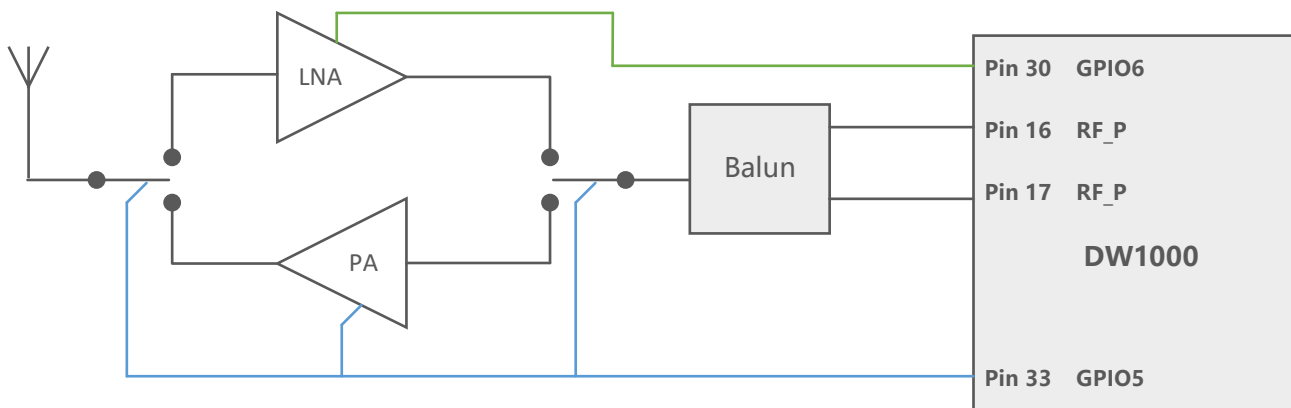 LNA
Pin 30 GPIO6
Pin 16 RF_P
Balun
Pin 17 RF_P
DW1000
PA
Pin 33 GPIO5